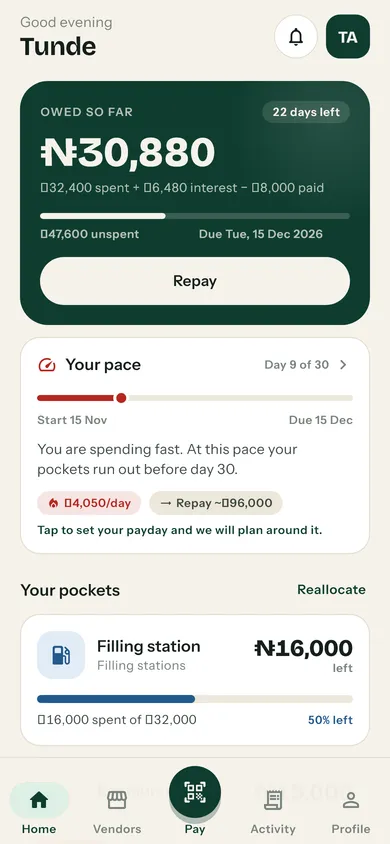 Good evening
Tunde
TA
OWED SO FAR
22 days left
₦30,880
▯32,400 spent + ▯6,480 interest − ▯8,000 paid
▯47,600 unspent
Due Tue, 15 Dec 2026
Repay
Your pace
Day 9 of 30
Start 15 Nov
Due 15 Dec
You are spending fast. At this pace your
pockets run out before day 30.
▯4,050/day
→ Repay ~▯96,000
Tap to set your payday and we will plan around it.
Your pockets
Reallocate
Filling station
₦16,000
Filling stations
left
▯16,000 spent of ▯32,000
50% left
Home
Vendors
Pay
Activity
Profile